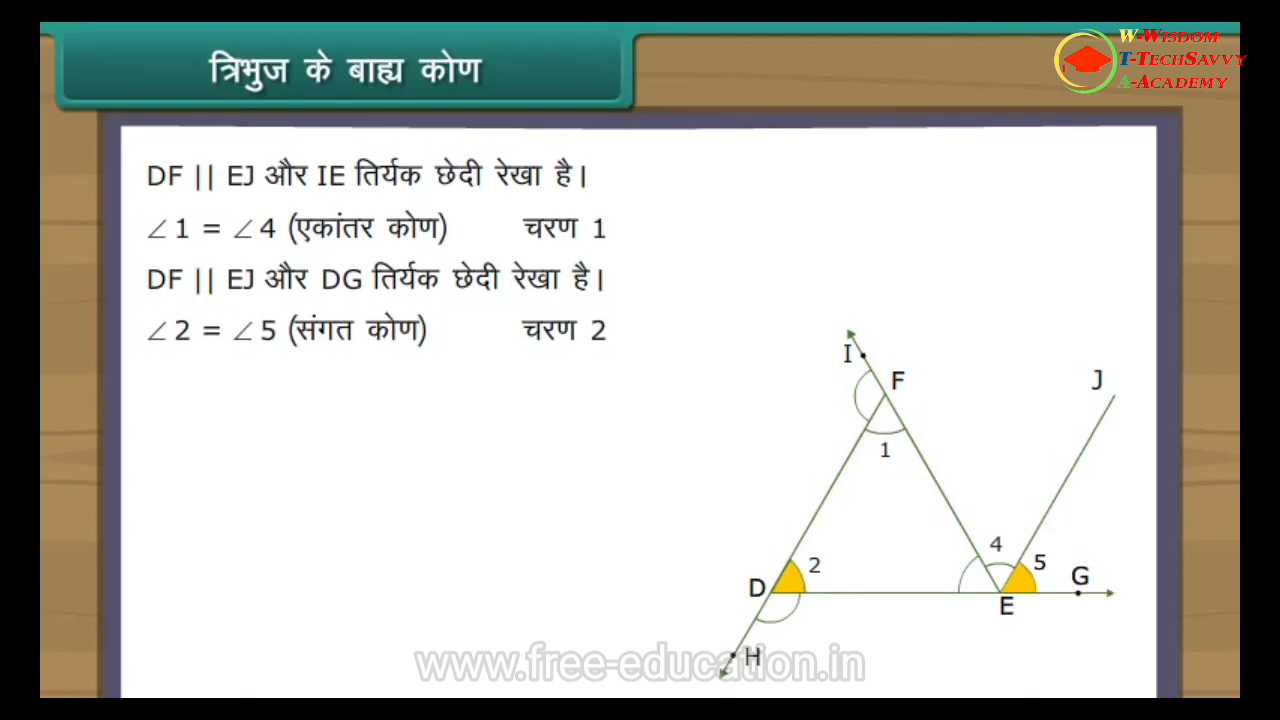 त्रिभुज के बाह्य कोण
W-WISDOM
T-TECHSAVVY
A-ACADEMY
DF || EJ और IE तिर्यक छेदी रेखा है।
∠1 = ∠4 (एकांतर कोण) चरण 1
DF || EJ और DG तिर्यक छेदी रेखा है।
∠2 = ∠5 (संगत कोण) चरण 2
I
F
J
1
4
5
2
G
D
E
H
www.free-education.in